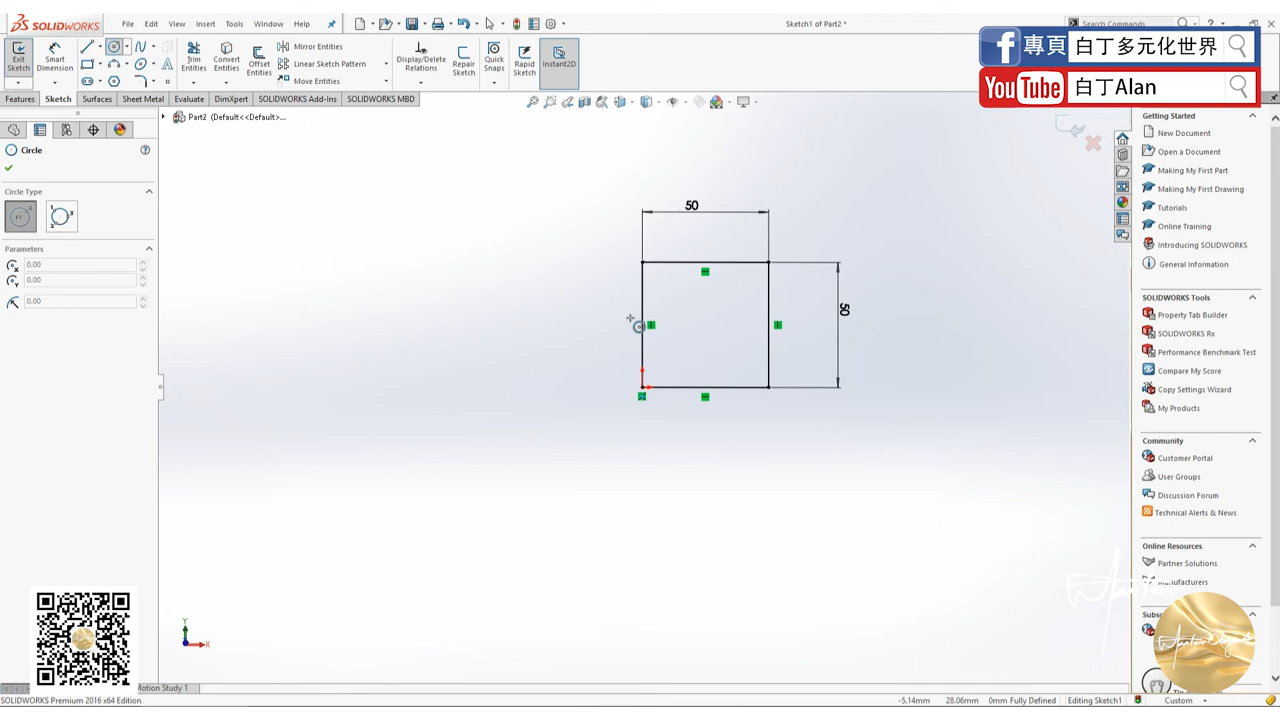 SOLIDWORKS
File Edit View Insert Tools Window Help
Sketch1 of Part2 *
Search Commands
Exit Sketch
Smart Dimension
Trim Entities
Convert Entities
Offset Entities
Mirror Entities
Linear Sketch Pattern
Move Entities
Display/Delete Relations
Repair Sketch
Quick Snaps
Rapid Sketch
Instant2D
專頁 白丁多元化世界
YouTube 白丁Alan
Features Sketch Surfaces Sheet Metal Evaluate DimXpert SOLIDWORKS Add-Ins SOLIDWORKS MBD
Part2 (Default<<Default>...
Circle
Circle Type
Parameters
0.00
0.00
0.00
50
50
Y
X
Getting Started
New Document
Open a Document
Making My First Part
Making My First Drawing
Tutorials
Online Training
Introducing SOLIDWORKS
General Information
SOLIDWORKS Tools
Property Tab Builder
SOLIDWORKS Rx
Performance Benchmark Test
Compare My Score
Copy Settings Wizard
My Products
Community
Customer Portal
User Groups
Discussion Forum
Technical Alerts & News
Online Resources
Partner Solutions
Manufacturers
Motion Study 1
SOLIDWORKS Premium 2016 x64 Edition
-5.14mm 28.06mm 0mm Fully Defined Editing Sketch1 Custom